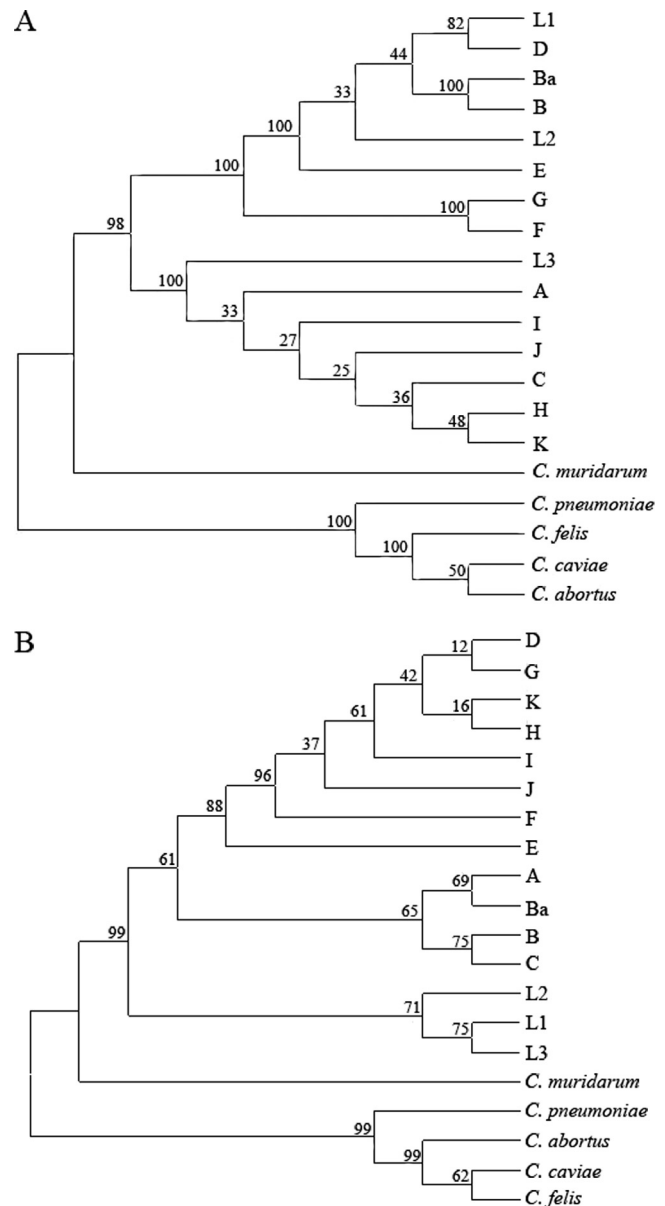 A
L1
82
D
44
Ba
100
B
33
L2
100
E
100
G
100
F
98
L3
100
A
33
I
27
J
25
C
36
H
48
K
C. muridarum
C. pneumoniae
100
C. felis
100
C. caviae
50
C. abortus
B
D
12
G
42
K
16
H
61
I
37
J
96
F
88
E
61
A
69
Ba
65
B
75
C
99
L2
71
L1
75
L3
C. muridarum
C. pneumoniae
99
C. abortus
99
C. caviae
62
C. felis